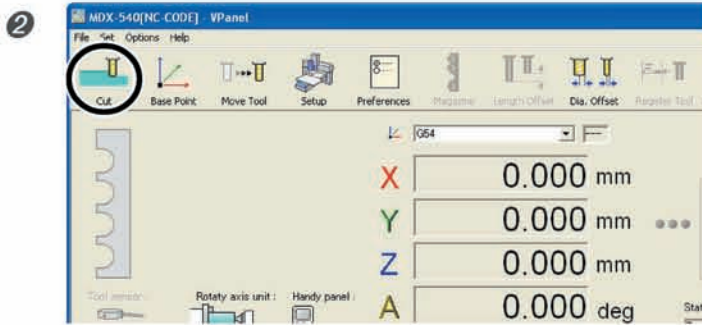 2
MDX-540[NC-CODE] - VPanel
File Set Options Help
Cut Base Point Move Tool Setup Preferences Magazine Length Offset Dia. Offset Register Tool
G54
X 0.000 mm
Y 0.000 mm
Z 0.000 mm
Tool sensor: Rotaty axis unit : Handy panel :
A 0.000 deg
Stat